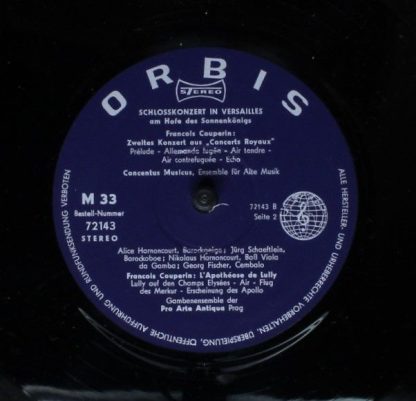 ORBIS
STEREO
SCHLOSSKONZERT IN VERSAILLES
am Hofe des Sonnenkönigs
Francois Couperin:
Zweites Konzert aus „Concerts Royaux"
Prélude - Allemande fugée - Air tendre -
Air contrefuguée - Echo
Concentus Musicus, Ensemble für Alte Musik
M 33
Bestell-Nummer
72143
STEREO
72143 B
Seite 2
Alice Harnoncourt, Barockgeige; Jürg Schaeftlein,
Barockoboe; Nikolaus Harnoncourt, Baß Viola
da Gamba; Georg Fischer, Cembalo
Francois Couperin: L'Apothéose de Lully
Lully auf den Champs Elysées - Air - Flug
des Merkur - Erscheinung des Apollo
Gambenensemble der
Pro Arte Antiqua Prag
ALLE HERSTELLER- UND URHEBERRECHTE VORBEHALTEN. ÜBERSPIELUNG, ÖFFENTLICHE AUFFÜHRUNG UND RUNDFUNKSENDUNG VERBOTEN